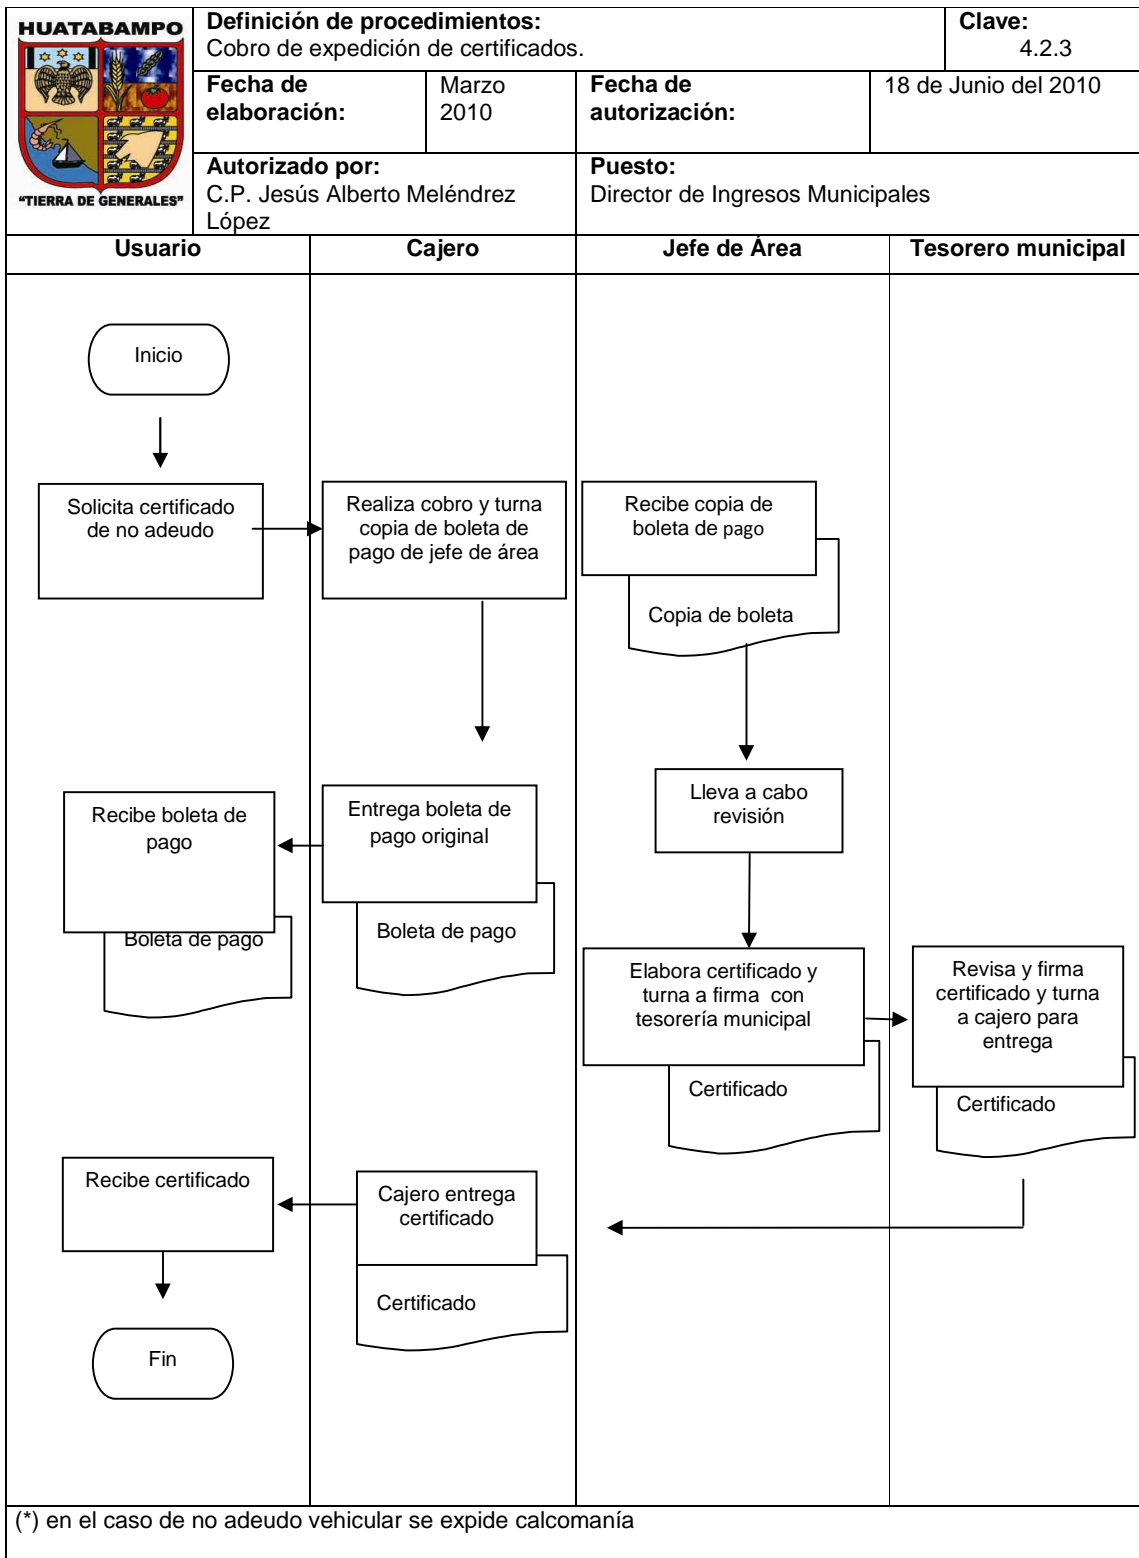 HUATABAMPO
"TIERRA DE GENERALES"
Definición de procedimientos:
Cobro de expedición de certificados.
Clave:
4.2.3
Fecha de
elaboración:
Marzo
2010
Fecha de
autorización:
18 de Junio del 2010
Autorizado por:
C.P. Jesús Alberto Meléndrez
López
Puesto:
Director de Ingresos Municipales
Usuario
Cajero
Jefe de Área
Tesorero municipal
Inicio
Solicita certificado
de no adeudo
Realiza cobro y turna
copia de boleta de
pago de jefe de área
Recibe copia de
boleta de pago
Copia de boleta
Lleva a cabo
revisión
Recibe boleta de
pago
Boleta de pago
Entrega boleta de
pago original
Boleta de pago
Elabora certificado y
turna a firma con
tesorería municipal
Certificado
Revisa y firma
certificado y turna
a cajero para
entrega
Certificado
Recibe certificado
Cajero entrega
certificado
Certificado
Fin
(*) en el caso de no adeudo vehicular se expide calcomanía